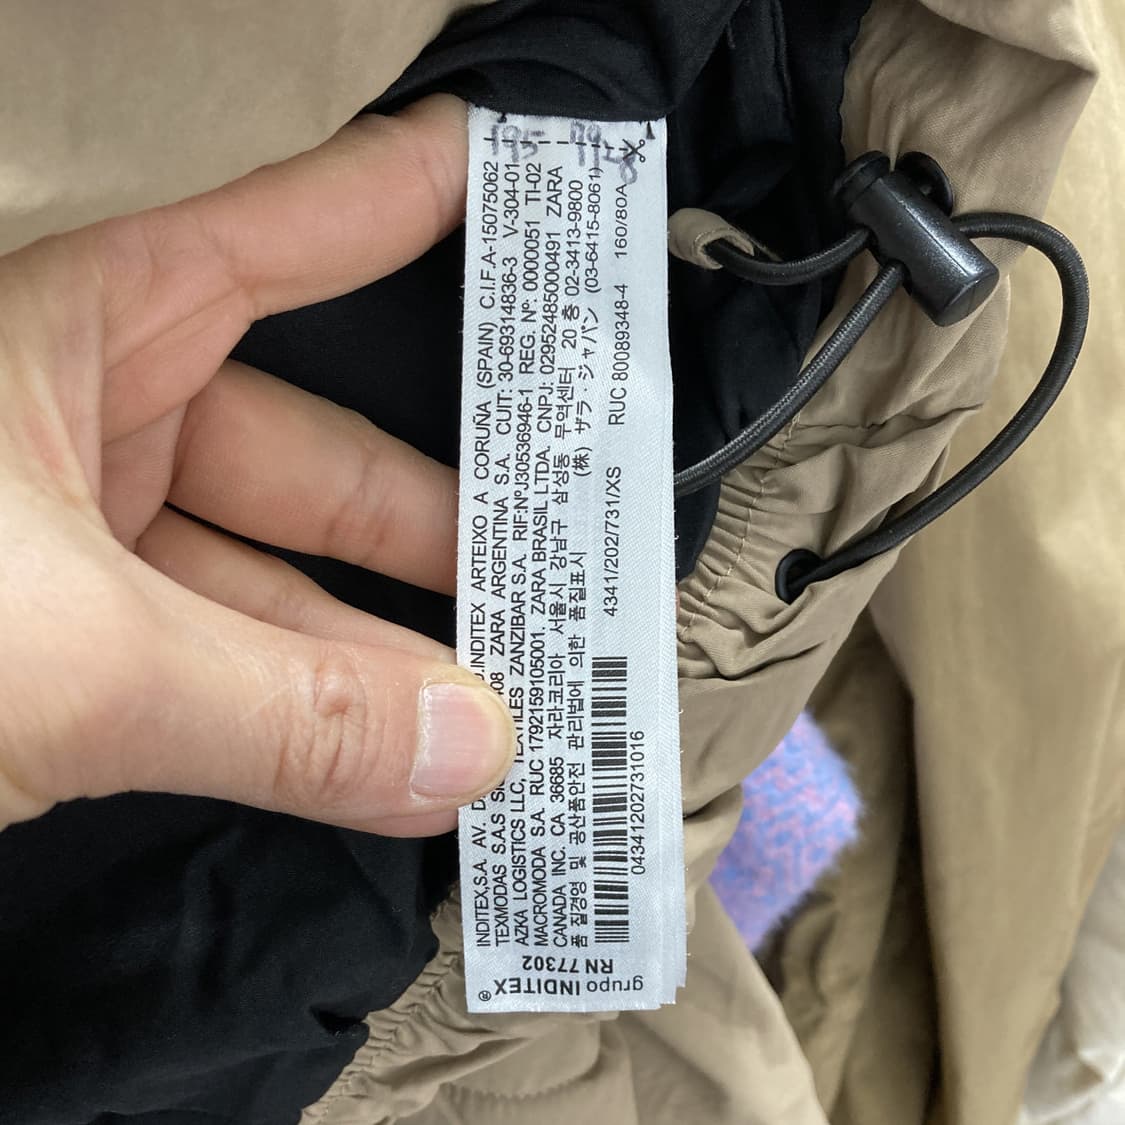 INDITEX,S.A. AV. INDITEX ARTEIXO A CORUÑA (SPAIN) C.I.F.A-15075062
TEXMODAS S.A.S ZARA ARGENTINA S.A. CUIT: 30-69314836-3 V-304-01
AZKA LOGISTICS LLC, TEXTILES ZANZIBAR S.A. RIF:NºJ30536946-1 REG. Nº: 0000051 TI-02
MACROMODA S.A. RUC 1792159105001. ZARA BRASIL LTDA. CNPJ: 02952485000491 ZARA
CANADA INC. CA 36685 자라코리아 서울시 강남구 삼성동 무역센터 20 층 02-3413-9800
품 질경영 및 공산품안전 관리법에 의한 품질표시 (株) ザラ・ジャパン (03-6415-8061)
4341/202/731/XS RUC 80089348-4 160/80A
04341202731016
grupo INDITEX ®
RN 77302